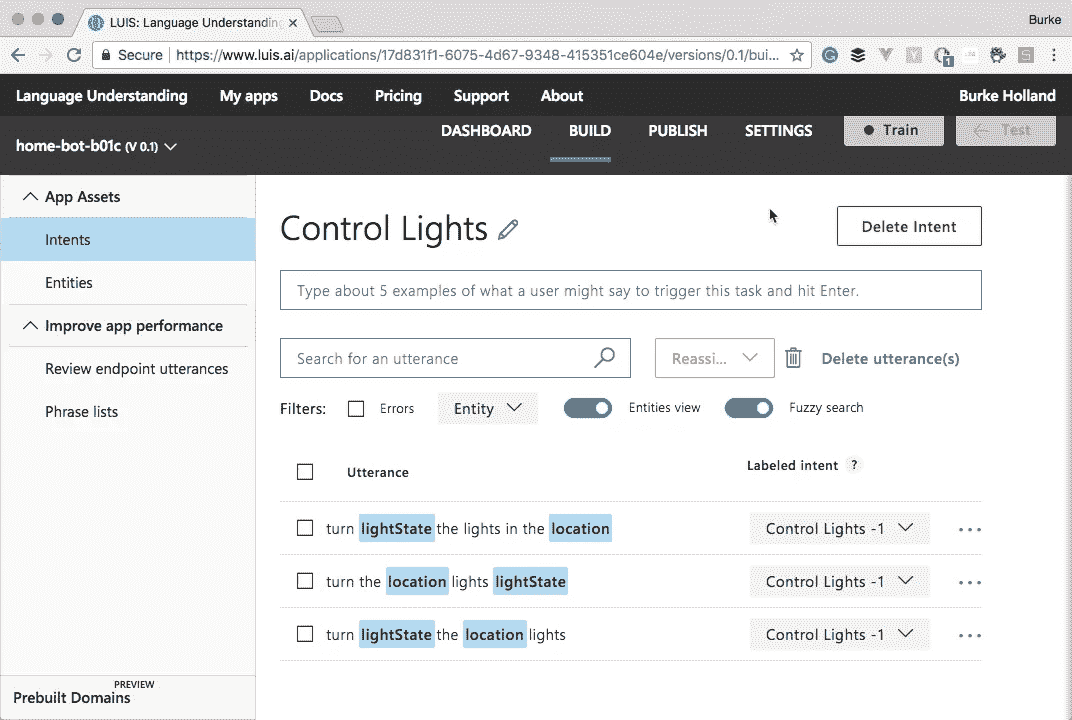 LUIS: Language Understanding
Burke
Secure https://www.luis.ai/applications/17d831f1-6075-4d67-9348-415351ce604e/versions/0.1/bui...
Language Understanding My apps Docs Pricing Support About Burke Holland
home-bot-b01c (V 0.1) DASHBOARD BUILD PUBLISH SETTINGS Train Test
App Assets
Intents
Entities
Improve app performance
Review endpoint utterances
Phrase lists
PREVIEW
Prebuilt Domains
Control Lights
Delete Intent
Type about 5 examples of what a user might say to trigger this task and hit Enter.
Search for an utterance Reassi... Delete utterance(s)
Filters: Errors Entity Entities view Fuzzy search
Utterance Labeled intent ?
turn lightState the lights in the location Control Lights -1
turn the location lights lightState Control Lights -1
turn lightState the location lights Control Lights -1